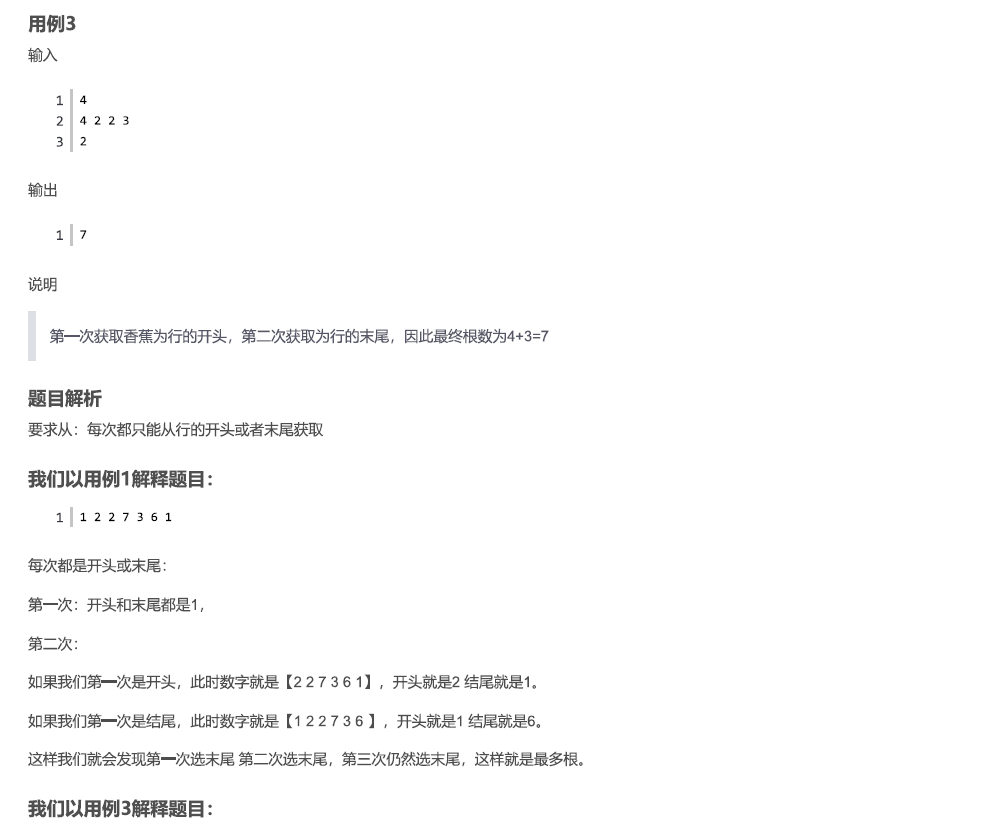 用例3
输入
1 4
2 4 2 2 3
3 2
输出
1 7
说明
第一次获取香蕉为行的开头，第二次获取为行的末尾，因此最终根数为4+3=7
题目解析
要求从：每次都只能从行的开头或者末尾获取
我们以用例1解释题目：
1 1 2 2 7 3 6 1
每次都是开头或末尾：
第一次：开头和末尾都是1，
第二次：
如果我们第一次是开头，此时数字就是【2 2 7 3 6 1】，开头就是2 结尾就是1。
如果我们第一次是结尾，此时数字就是【1 2 2 7 3 6 】，开头就是1 结尾就是6。
这样我们就会发现第一次选末尾 第二次选末尾，第三次仍然选末尾，这样就是最多根。
我们以用例3解释题目：